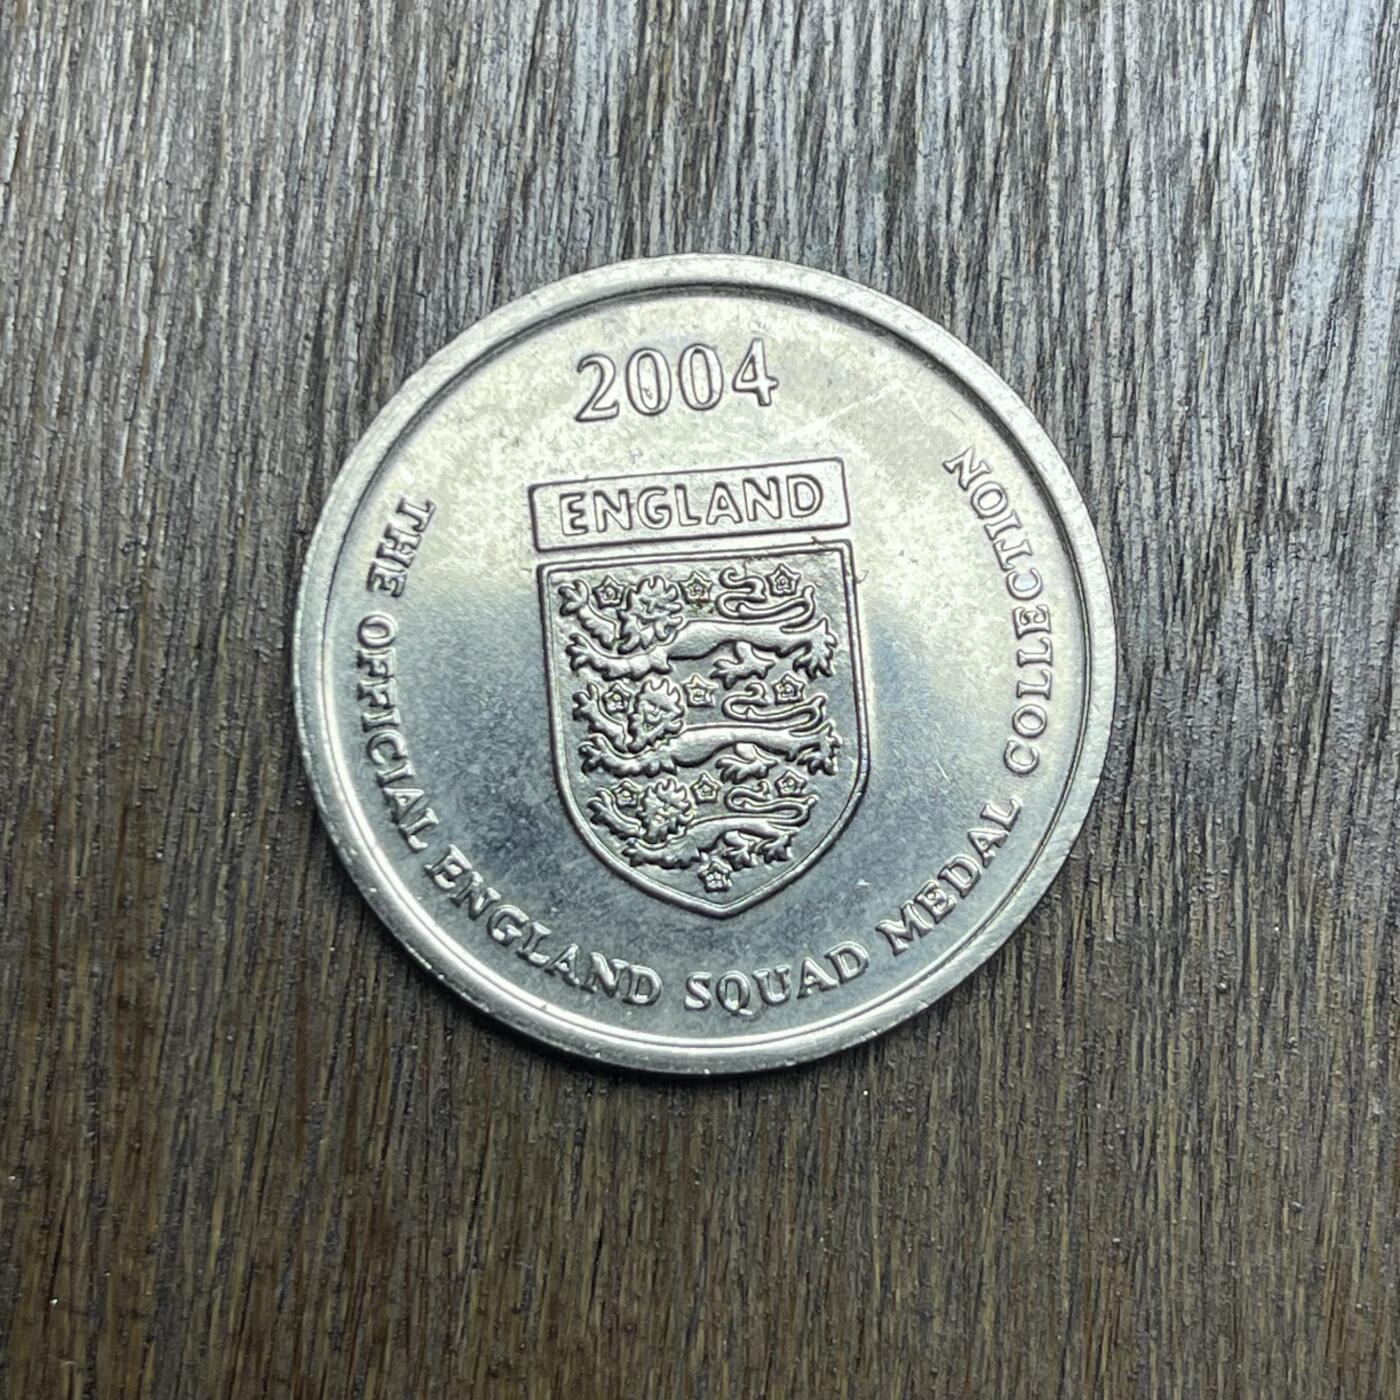 2004
ENGLAND
THE OFFICIAL ENGLAND SQUAD MEDAL COLLECTION